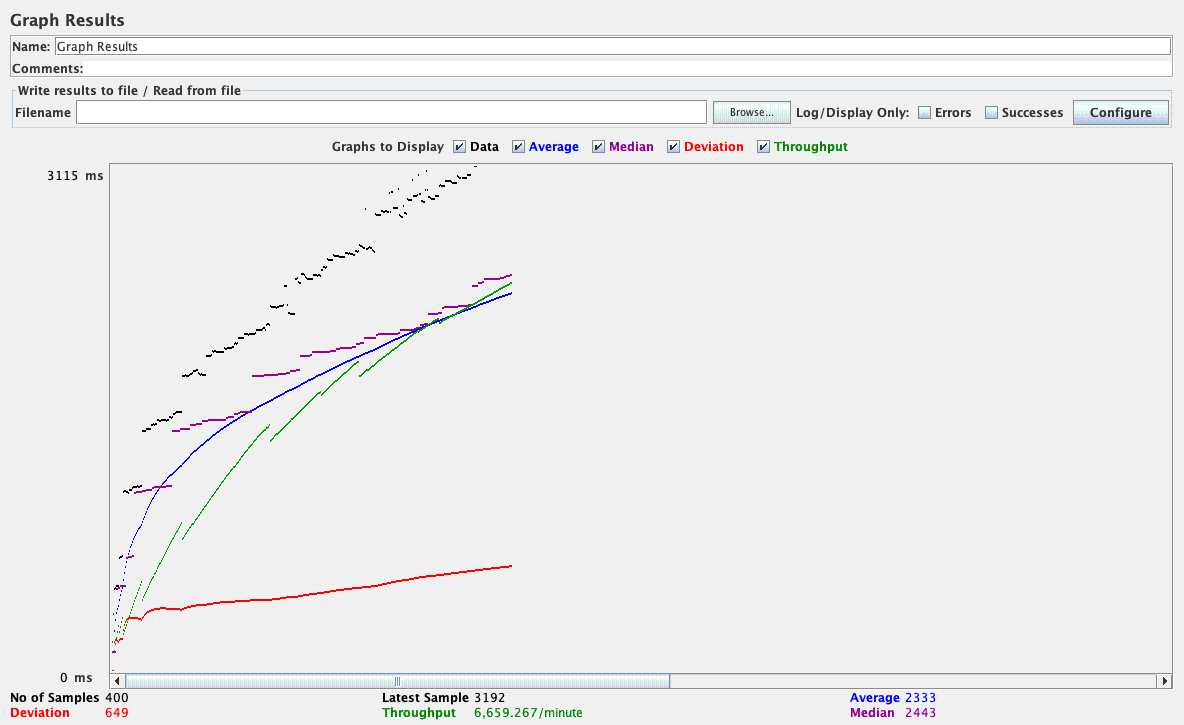 Graph Results
Name: Graph Results
Comments:
Write results to file / Read from file
Filename Browse... Log/Display Only: Errors Successes Configure
Graphs to Display Data Average Median Deviation Throughput
3115 ms
0 ms
No of Samples 400 Latest Sample 3192 Average 2333
Deviation 649 Throughput 6,659.267/minute Median 2443